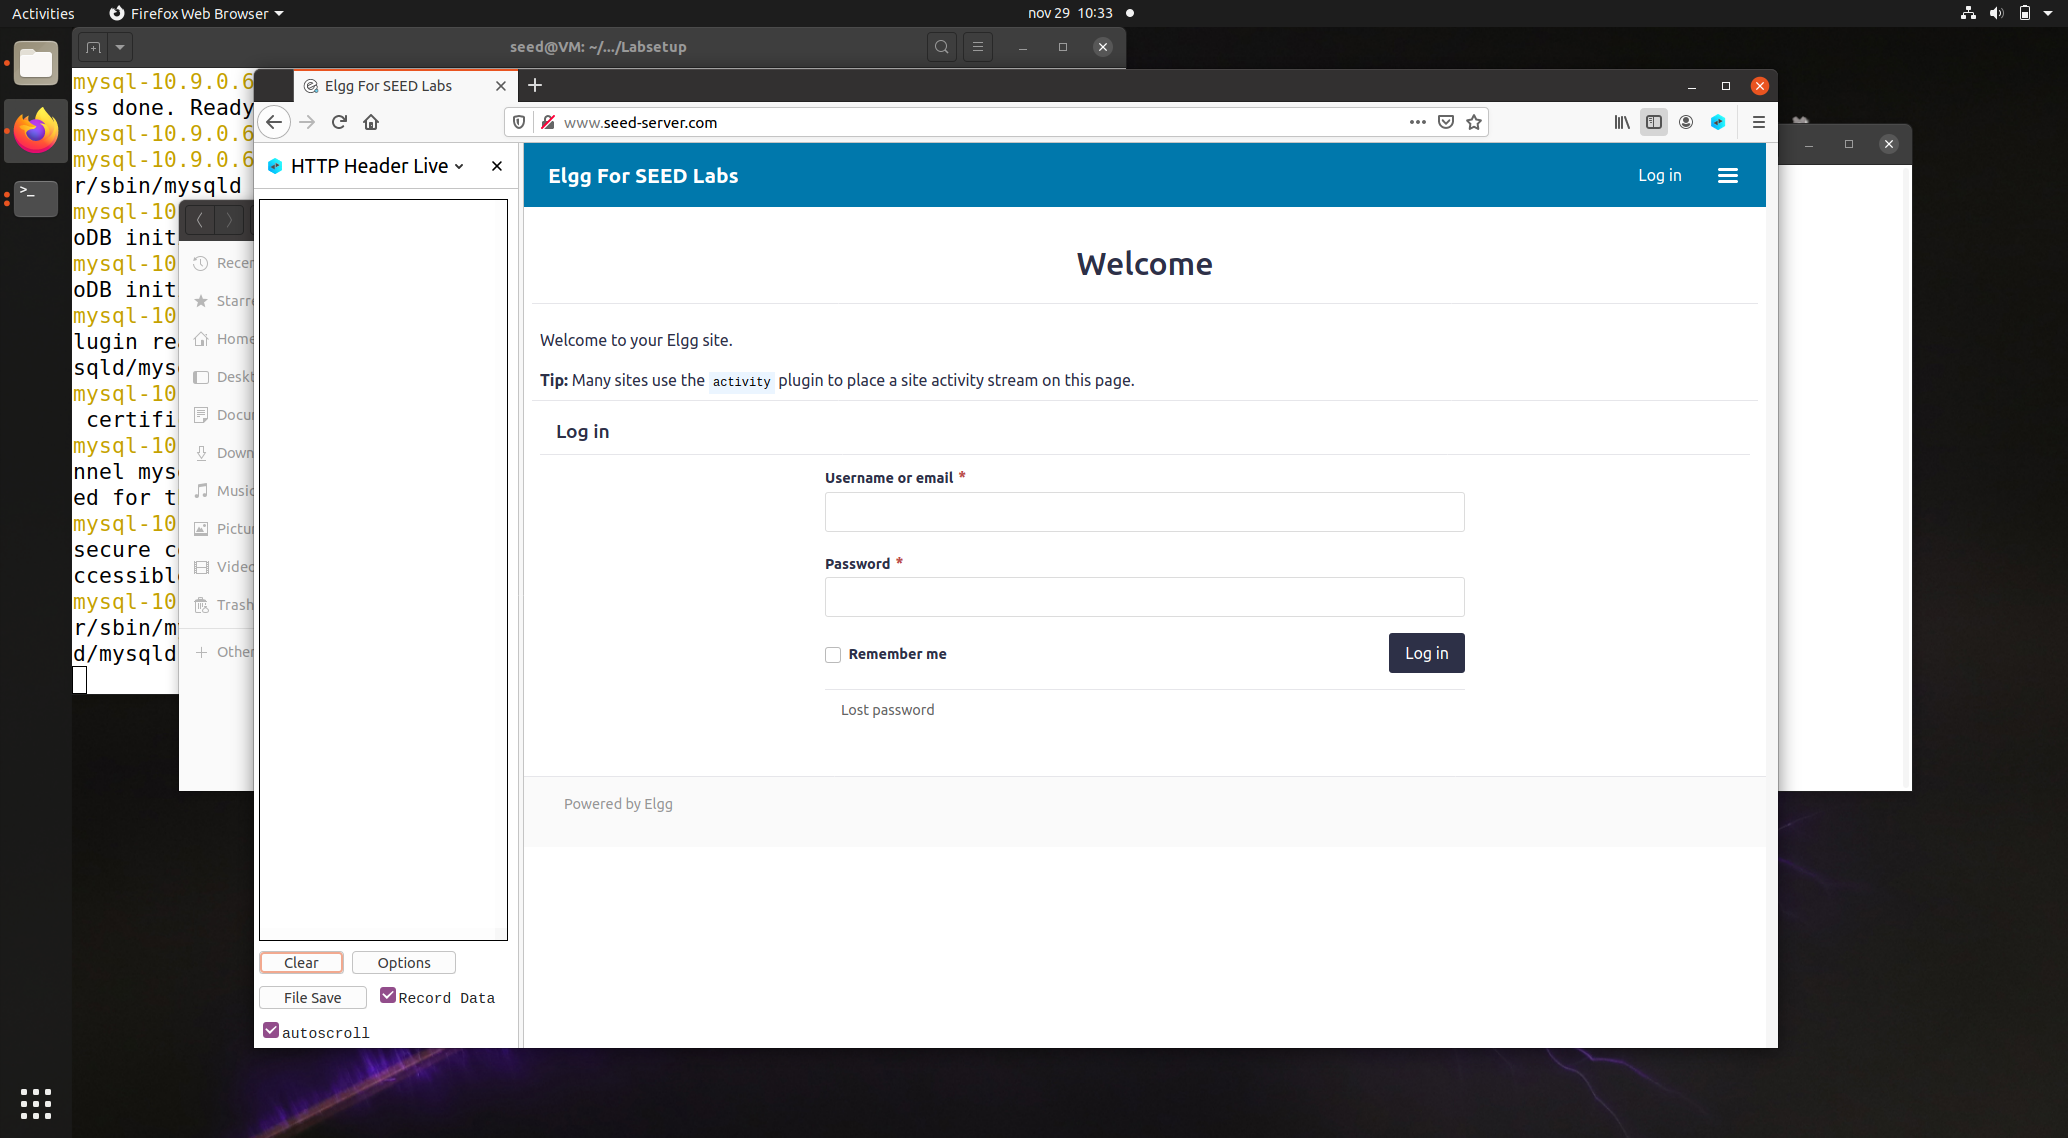 Activities
Firefox Web Browser
nov 29 10:33
seed@VM: ~/.../Labsetup
mysql-10.9.0.6
ss done. Ready
mysql-10.9.0.6
mysql-10.9.0.6
r/sbin/mysqld
mysql-10
oDB init
mysql-10
oDB init
mysql-10
lugin rea
sqld/mys
mysql-10
certifi
mysql-10
nnel mys
ed for t
mysql-10
secure c
ccessible
mysql-10
r/sbin/m
d/mysqld
Recen
Starre
Home
Deskt
Docu
Down
Music
Pictu
Video
Trash
Other
Elgg For SEED Labs
www.seed-server.com
HTTP Header Live
Clear
Options
File Save
Record Data
autoscroll
Elgg For SEED Labs
Log in
Welcome
Welcome to your Elgg site.
Tip: Many sites use the activity plugin to place a site activity stream on this page.
Log in
Username or email *
Password *
Remember me
Log in
Lost password
Powered by Elgg